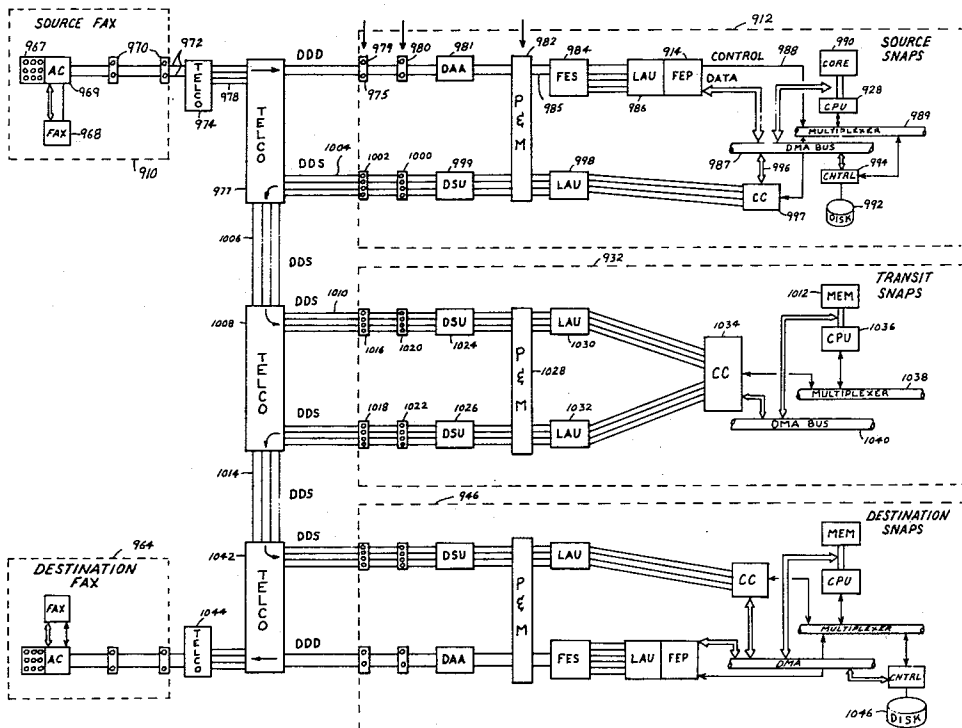 SOURCE FAX
967
970
972
AC
969
FAX
968
910
TELCO
974
978
TELCO
977
DDD
975
979
980
981
DAA
982
P&M
984
FES
985
914
LAU
FEP
986
CONTROL
988
DATA
912
SOURCE SNAPS
990
CORE
928
CPU
989
MULTIPLEXER
DMA BUS
987
996
994
CNTRL
992
DISK
DDS
1004
1002
1000
999
DSU
998
LAU
CC
997
1006
DDS
932
TRANSIT SNAPS
DDS
1010
1008
TELCO
1016
1020
DSU
1024
P&M
1028
LAU
1030
1034
CC
1012
MEM
1036
CPU
1038
MULTIPLEXER
DMA BUS
1040
DDS
1018
1022
1026
DSU
1032
LAU
1014
DDS
946
DESTINATION SNAPS
964
DESTINATION FAX
FAX
AC
1044
TELCO
1042
TELCO
DDS
DSU
P&M
LAU
CC
MEM
CPU
MULTIPLEXER
DDD
DAA
FES
LAU
FEP
DMA
CNTRL
1046
DISK